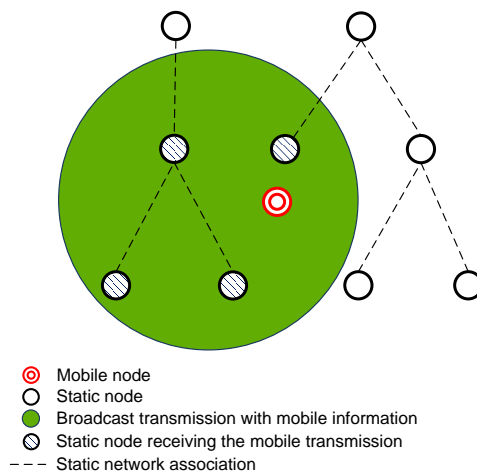 Mobile node
Static node
Broadcast transmission with mobile information
Static node receiving the mobile transmission
Static network association